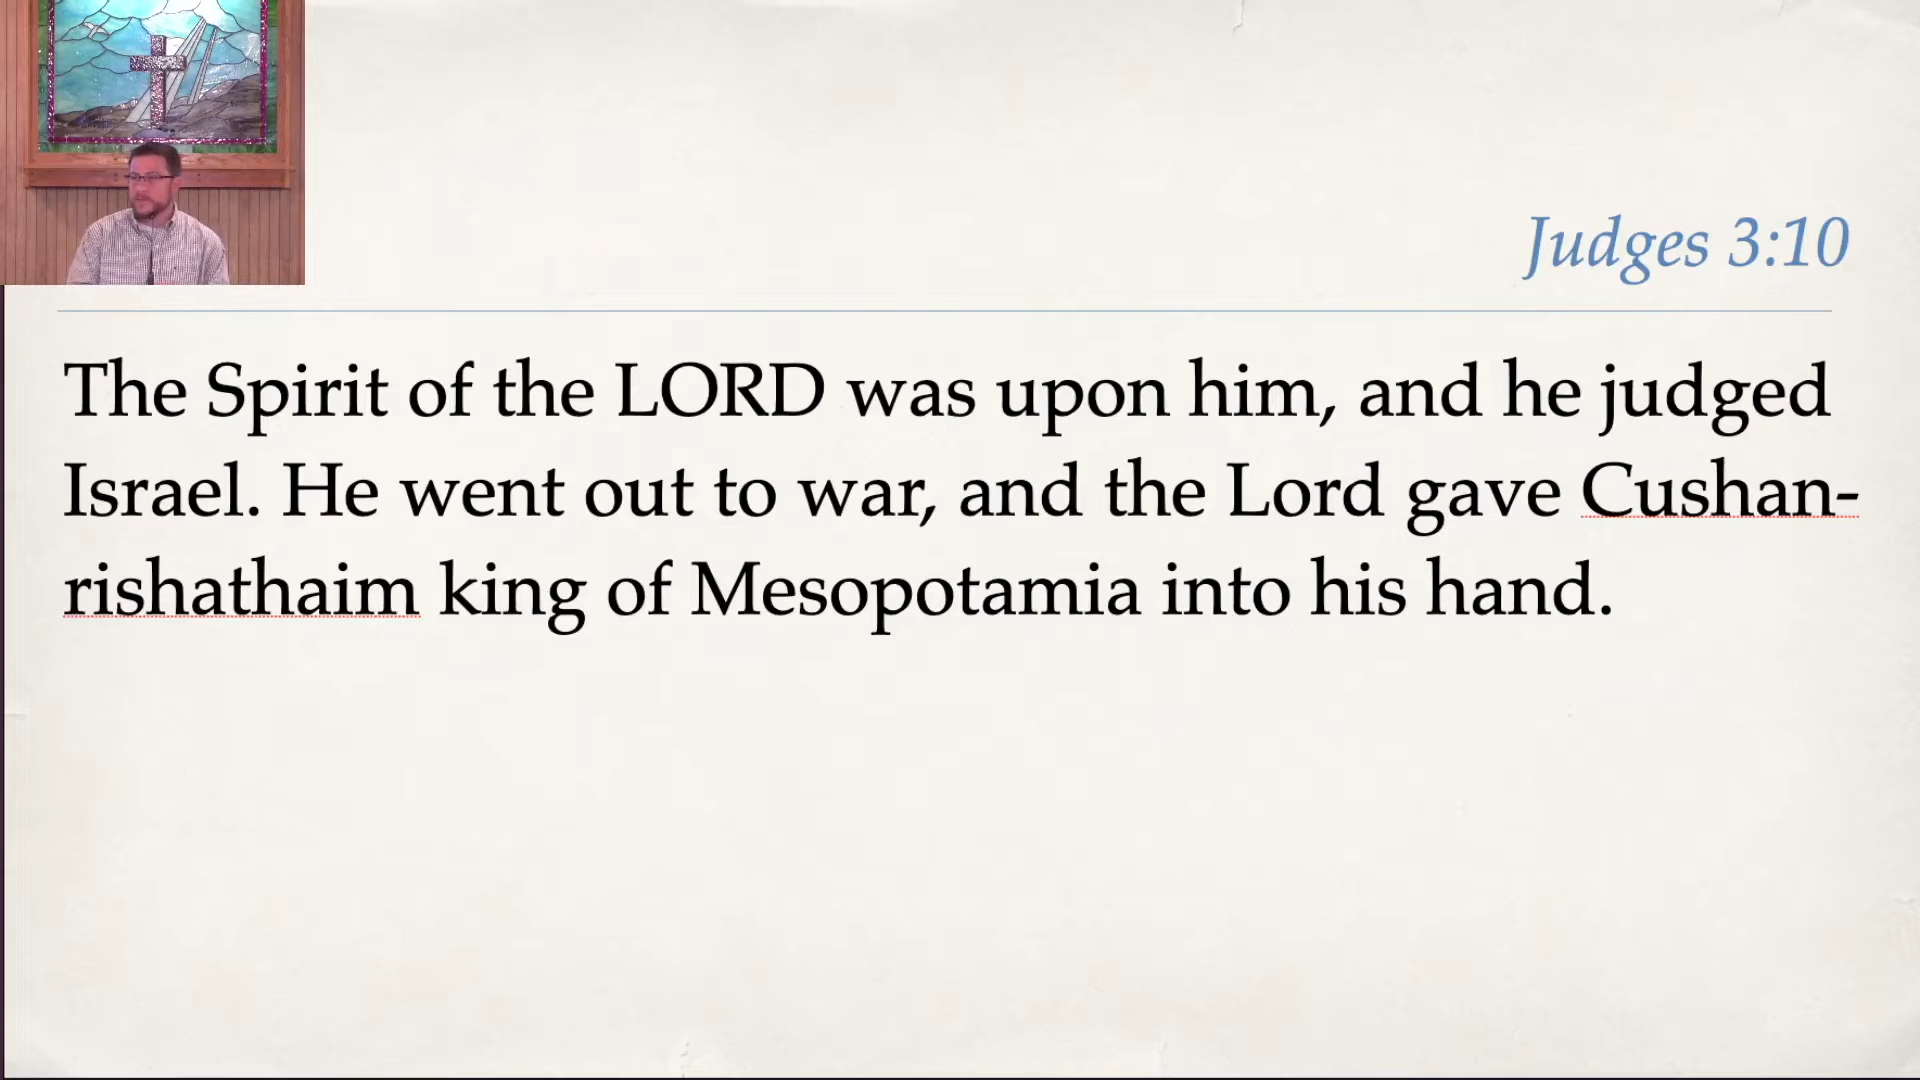 Judges 3:10
The Spirit of the LORD was upon him, and he judged
Israel. He went out to war, and the Lord gave Cushan-
rishathaim king of Mesopotamia into his hand.